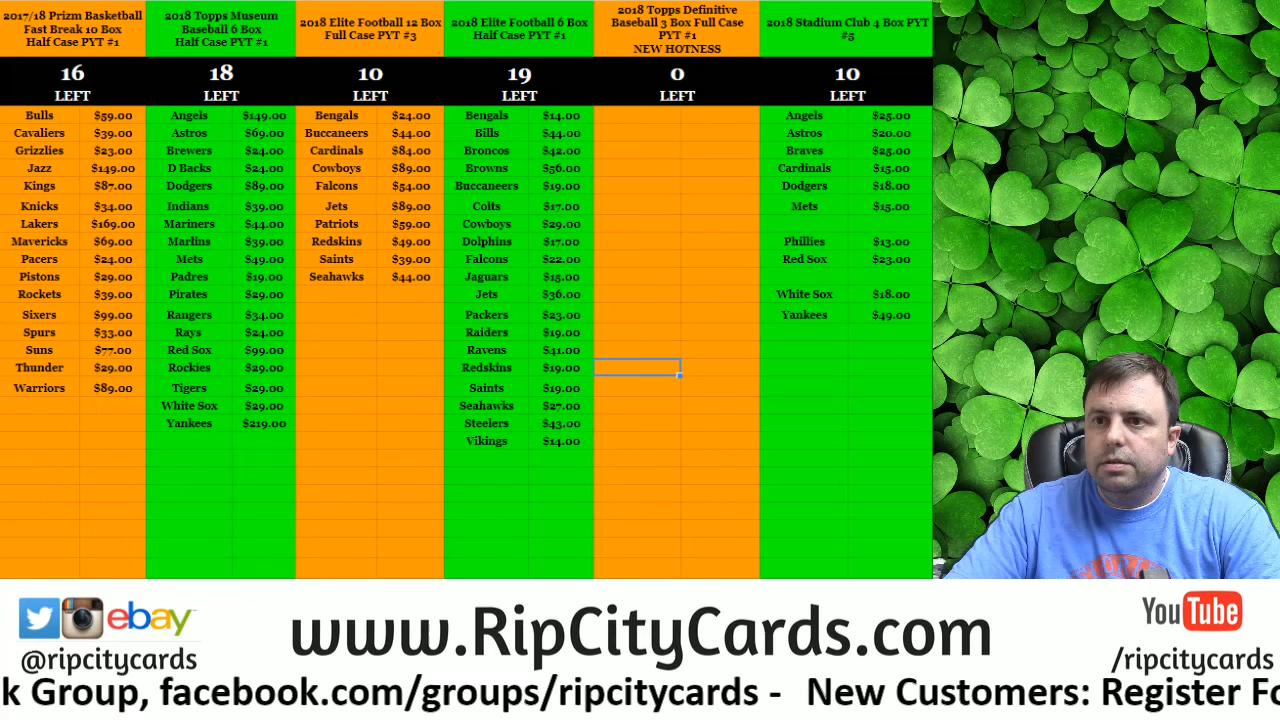 2017/18 Prizm Basketball
Fast Break 10 Box
Half Case PYT #1
16
LEFT
Bulls $59.00
Cavaliers $39.00
Grizzlies $23.00
Jazz $149.00
Kings $87.00
Knicks $34.00
Lakers $169.00
Mavericks $69.00
Pacers $24.00
Pistons $29.00
Rockets $39.00
Sixers $99.00
Spurs $33.00
Suns $77.00
Thunder $29.00
Warriors $89.00
2018 Topps Museum
Baseball 6 Box
Half Case PYT #1
18
LEFT
Angels $149.00
Astros $69.00
Brewers $24.00
D Backs $24.00
Dodgers $89.00
Indians $39.00
Mariners $44.00
Marlins $39.00
Mets $49.00
Padres $19.00
Pirates $29.00
Rangers $34.00
Rays $24.00
Red Sox $99.00
Rockies $29.00
Tigers $29.00
White Sox $29.00
Yankees $219.00
2018 Elite Football 12 Box
Full Case PYT #3
10
LEFT
Bengals $24.00
Buccaneers $44.00
Cardinals $84.00
Cowboys $89.00
Falcons $54.00
Jets $89.00
Patriots $59.00
Redskins $49.00
Saints $39.00
Seahawks $44.00
2018 Elite Football 6 Box
Half Case PYT #1
19
LEFT
Bengals $14.00
Bills $44.00
Broncos $42.00
Browns $56.00
Buccaneers $19.00
Colts $17.00
Cowboys $29.00
Dolphins $17.00
Falcons $22.00
Jaguars $15.00
Jets $36.00
Packers $23.00
Raiders $19.00
Ravens $41.00
Redskins $19.00
Saints $19.00
Seahawks $27.00
Steelers $43.00
Vikings $14.00
2018 Topps Definitive
Baseball 3 Box Full Case
PYT #1
NEW HOTNESS
0
LEFT
2018 Stadium Club 4 Box PYT
#5
10
LEFT
Angels $25.00
Astros $20.00
Braves $25.00
Cardinals $15.00
Dodgers $18.00
Mets $15.00
Phillies $13.00
Red Sox $23.00
White Sox $18.00
Yankees $49.00
ebay
@ripcitycards
www.RipCityCards.com
YouTube
/ripcitycards
k Group, facebook.com/groups/ripcitycards - New Customers: Register Fo